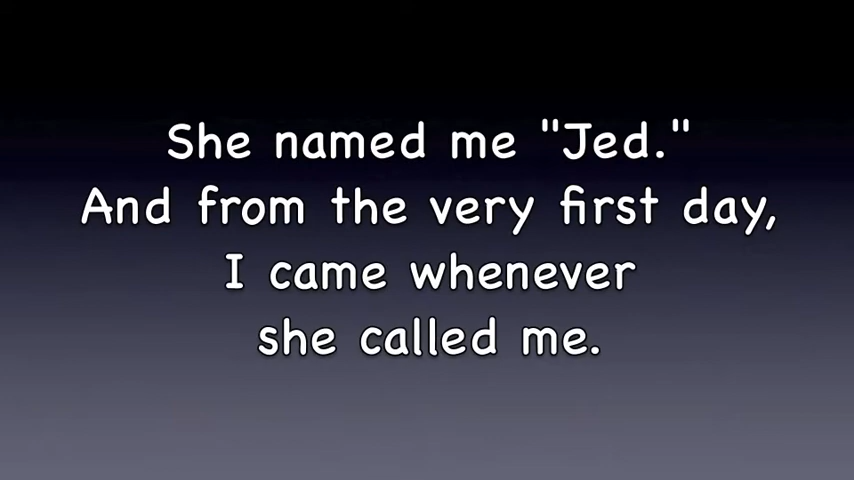 She named me "Jed."
And from the very first day,
I came whenever
she called me.